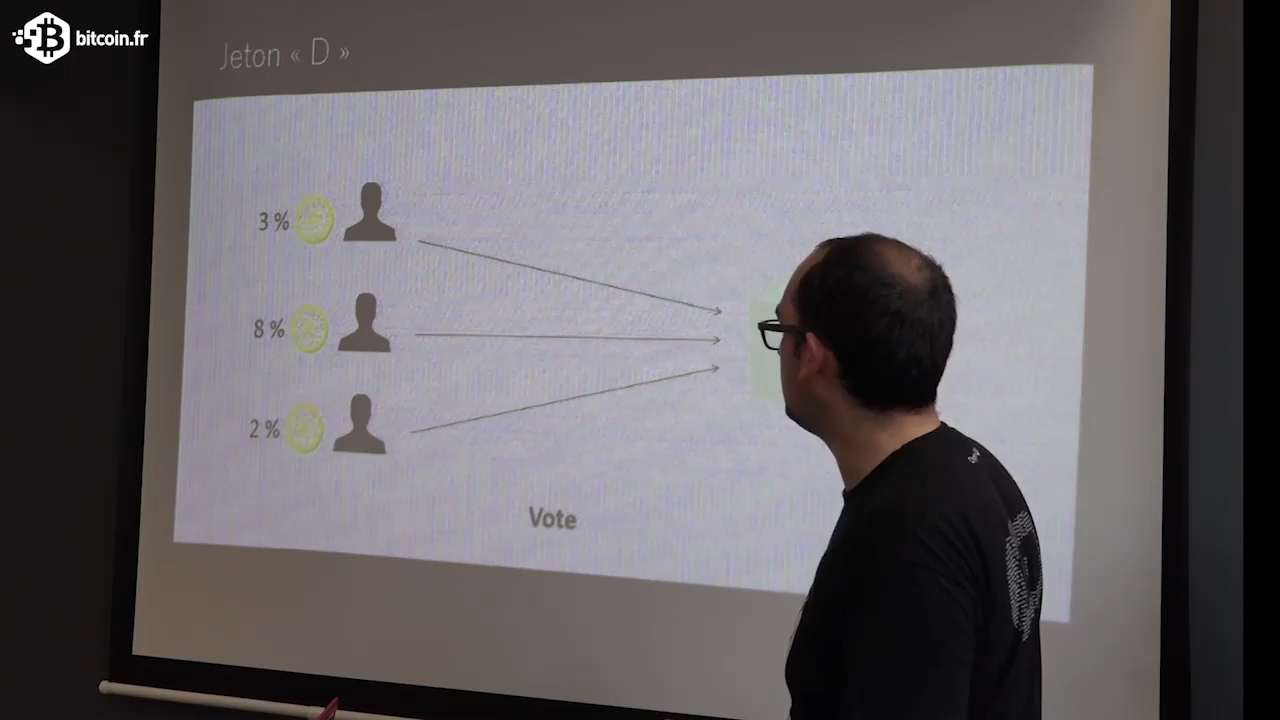 bitcoin.fr
Jeton « D »
3 %
8 %
2 %
Vote